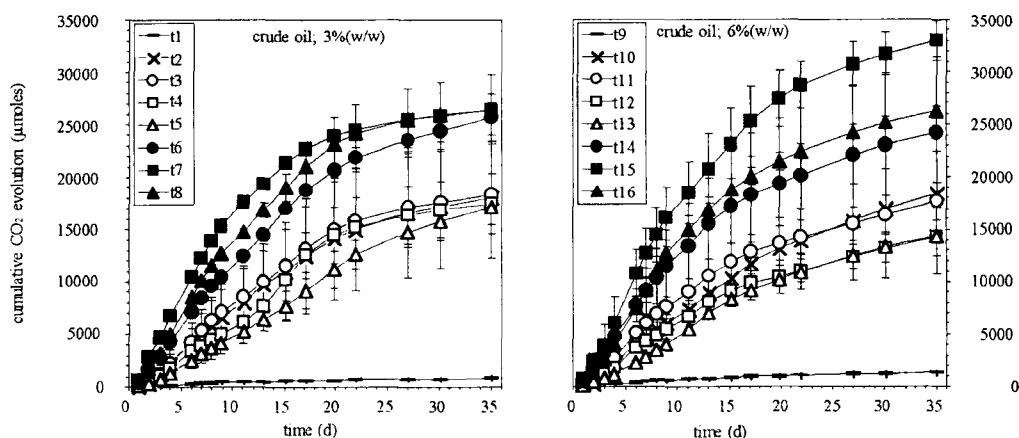 cumulative CO₂ evolution (µmoles)
35000
30000
25000
20000
15000
10000
5000
0
t1
t2
t3
t4
t5
t6
t7
t8
crude oil; 3%(w/w)
0 5 10 15 20 25 30 35
time (d)
t9
t10
t11
t12
t13
t14
t15
t16
crude oil; 6%(w/w)
35000
30000
25000
20000
15000
10000
5000
0
0 5 10 15 20 25 30 35
time (d)